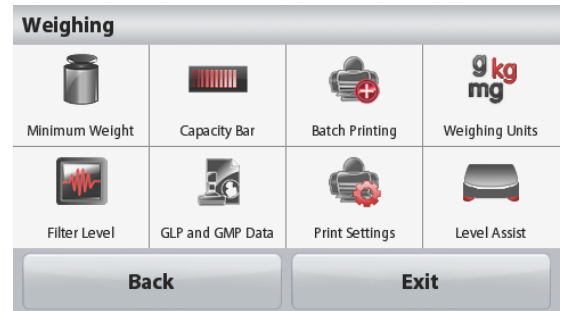 Weighing
g kg
mg
Minimum Weight
Capacity Bar
Batch Printing
Weighing Units
Filter Level
GLP and GMP Data
Print Settings
Level Assist
Back
Exit